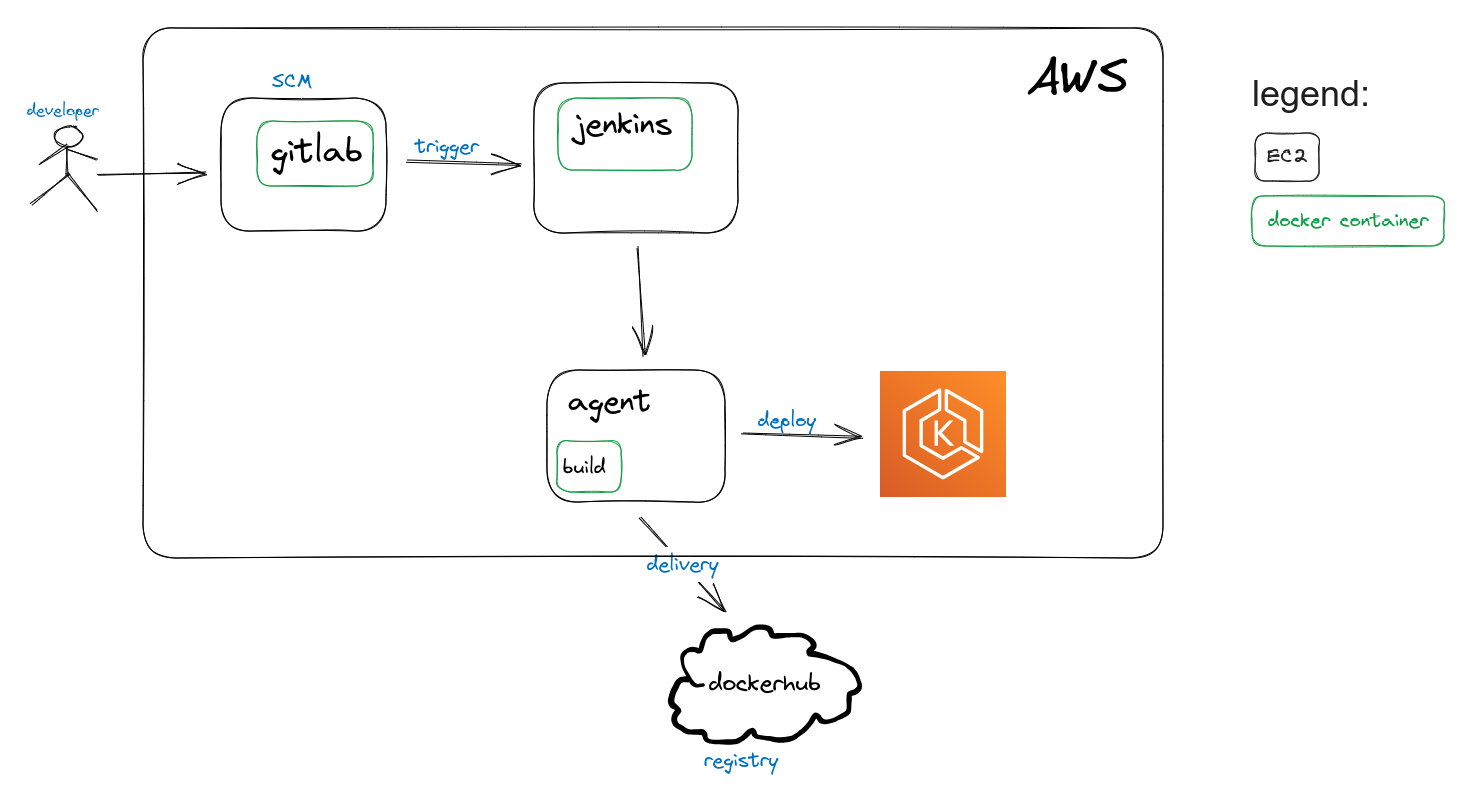 AWS
SCM
developer
gitlab
trigger
jenkins
legend:
EC2
docker container
agent
build
deploy
K
delivery
dockerhub
registry